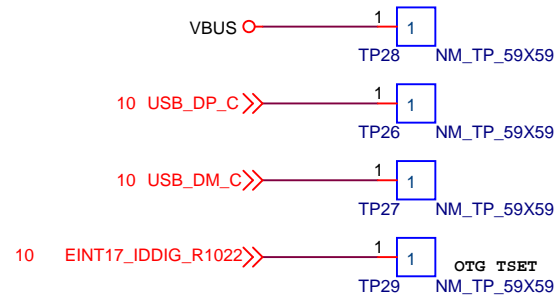 VBUS 1 1
TP28 NM_TP_59X59
10 USB_DP_C 1 1
TP26 NM_TP_59X59
10 USB_DM_C 1 1
TP27 NM_TP_59X59
10 EINT17_IDDIG_R1022 1 1 OTG TSET
TP29 NM_TP_59X59